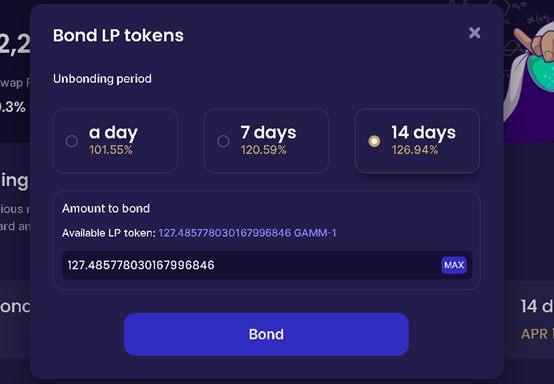 Bond LP tokens
2,2
Unbonding period
wap F
0.3%
a day
101.55%
7 days
120.59%
14 days
126.94%
ing
Amount to bond
ious r
Available LP token: 127.485778030167996846 GAMM-1
ard an
127.485778030167996846
MAX
ond
Bond
14 d
APR